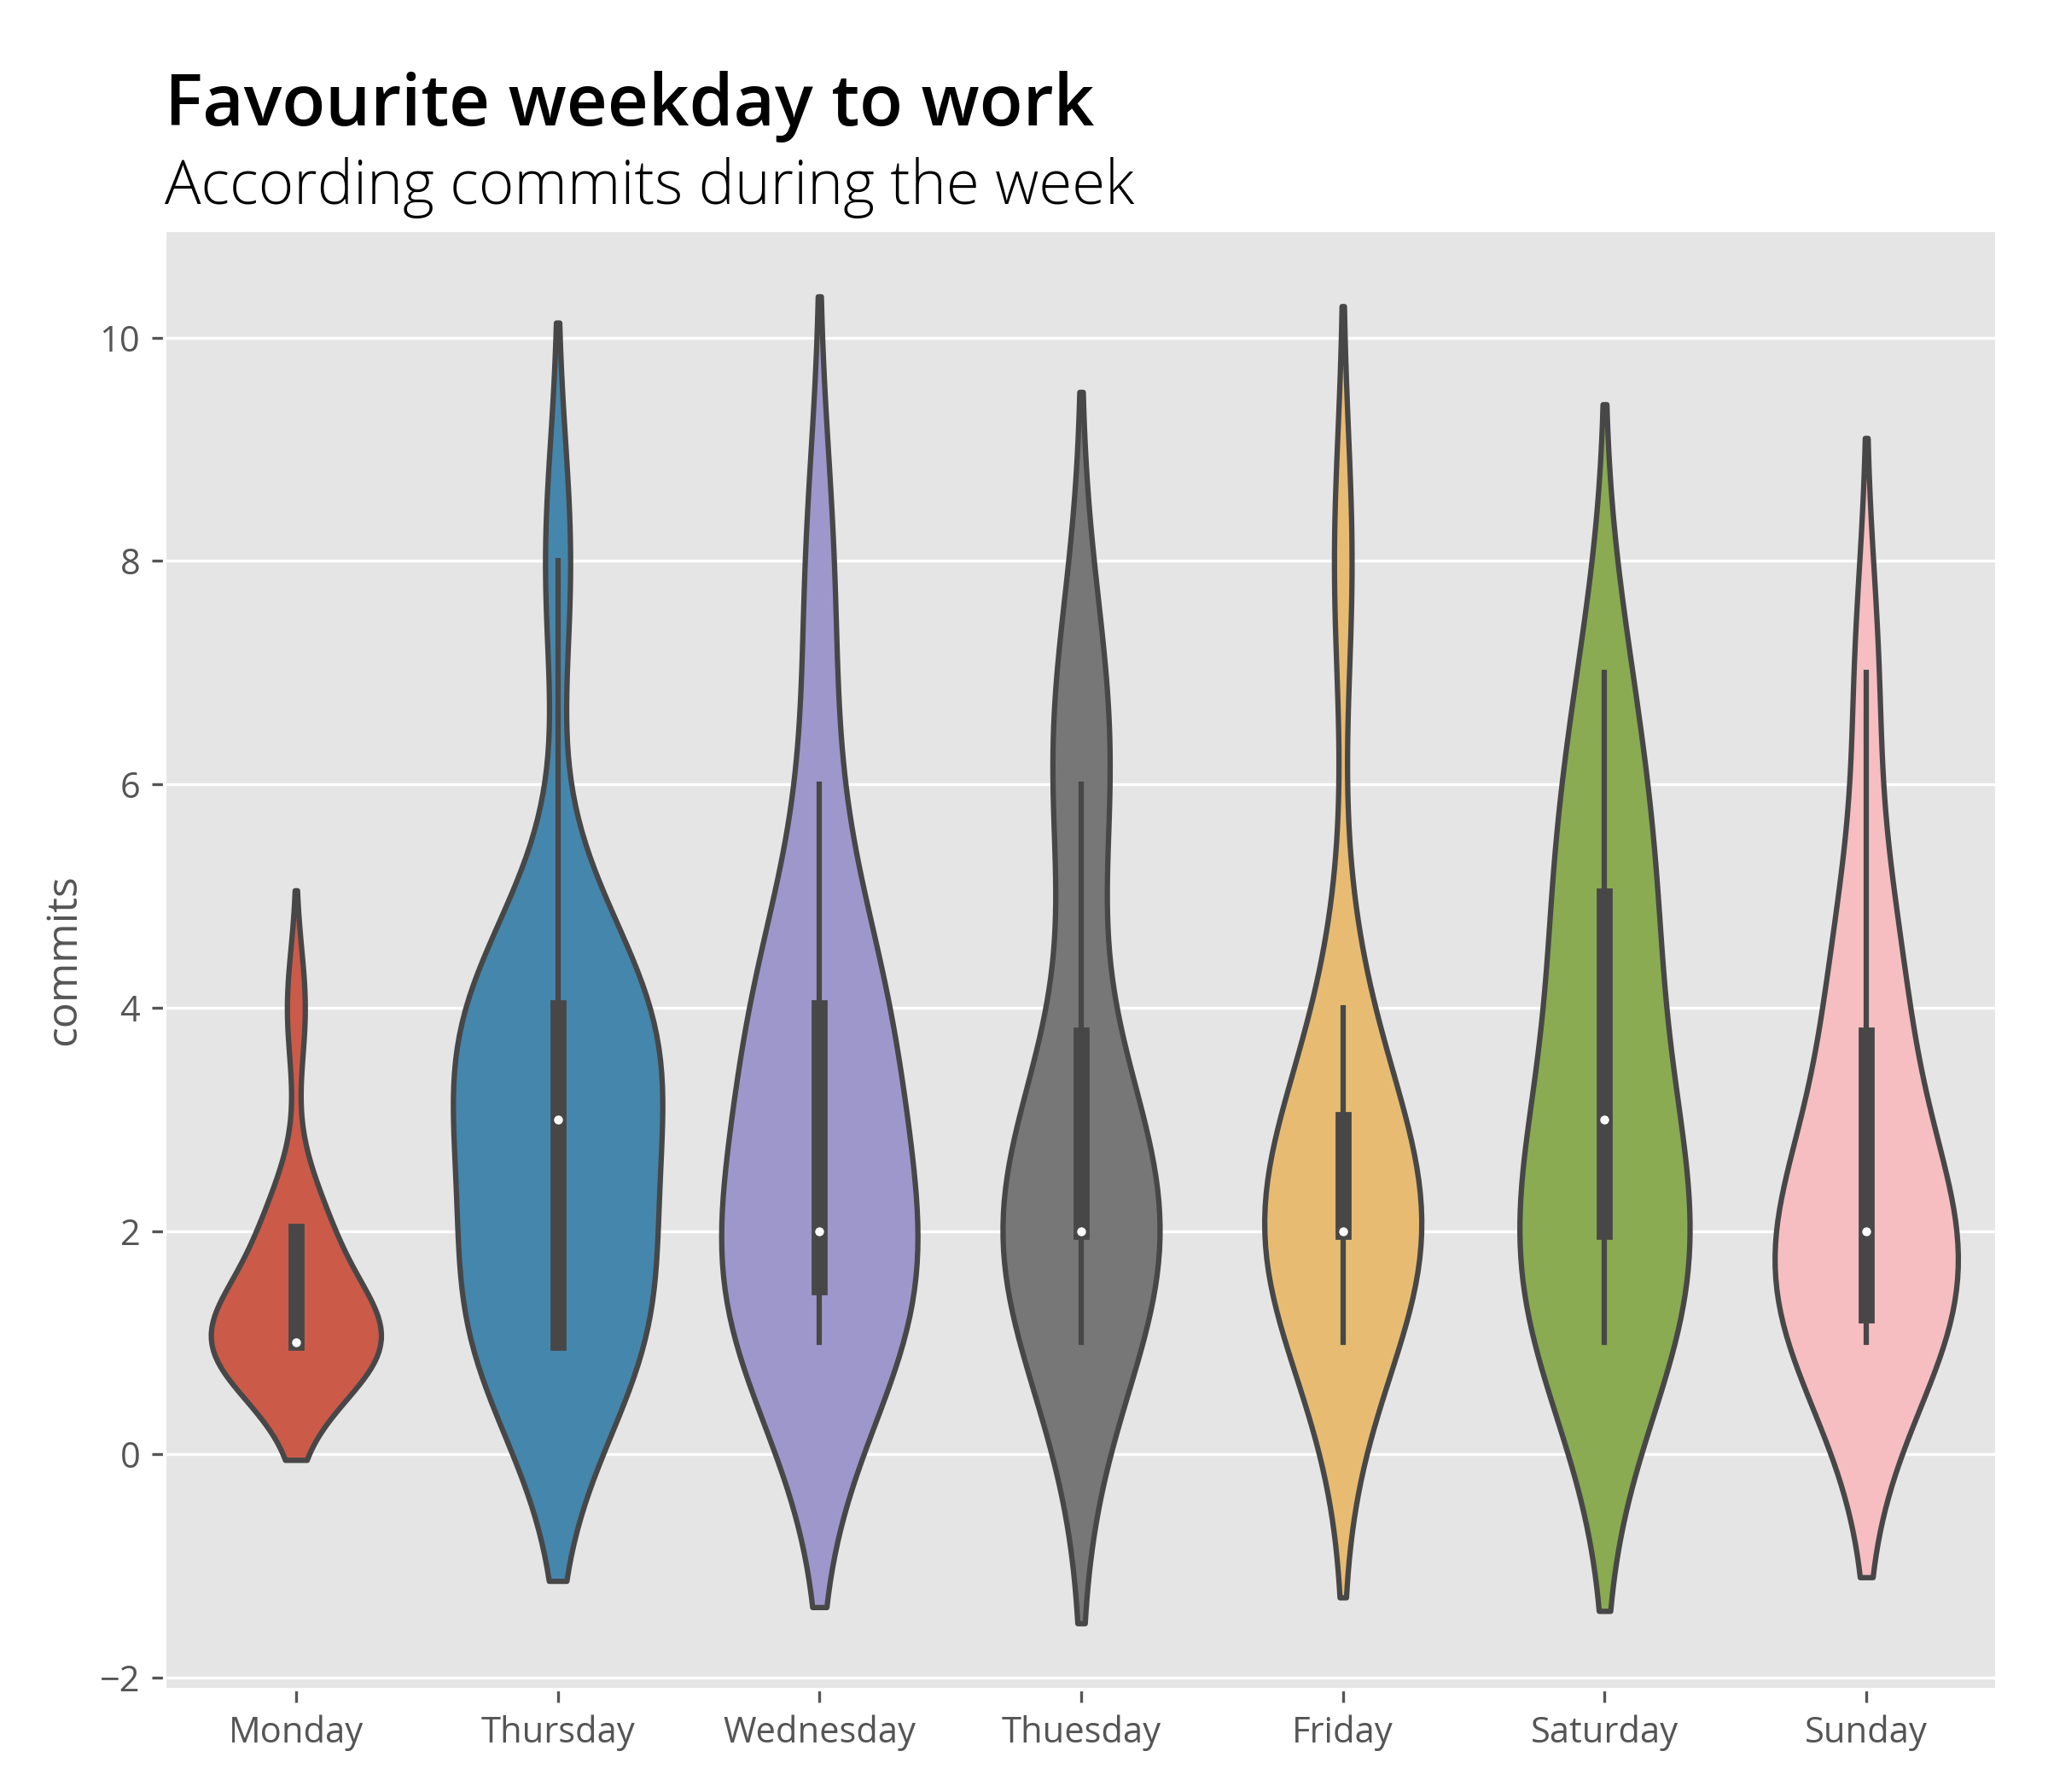 Favourite weekday to work
According commits during the week
commits
10
8
6
4
2
0
−2
Monday Thursday Wednesday Thuesday Friday Saturday Sunday